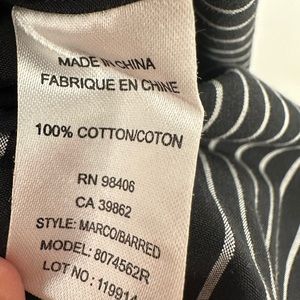 MADE IN CHINA
FABRIQUE EN CHINE
100% COTTON/COTON
RN 98406
CA 39862
STYLE: MARCO/BARRED
MODEL: 8074562R
LOT NO: 119914